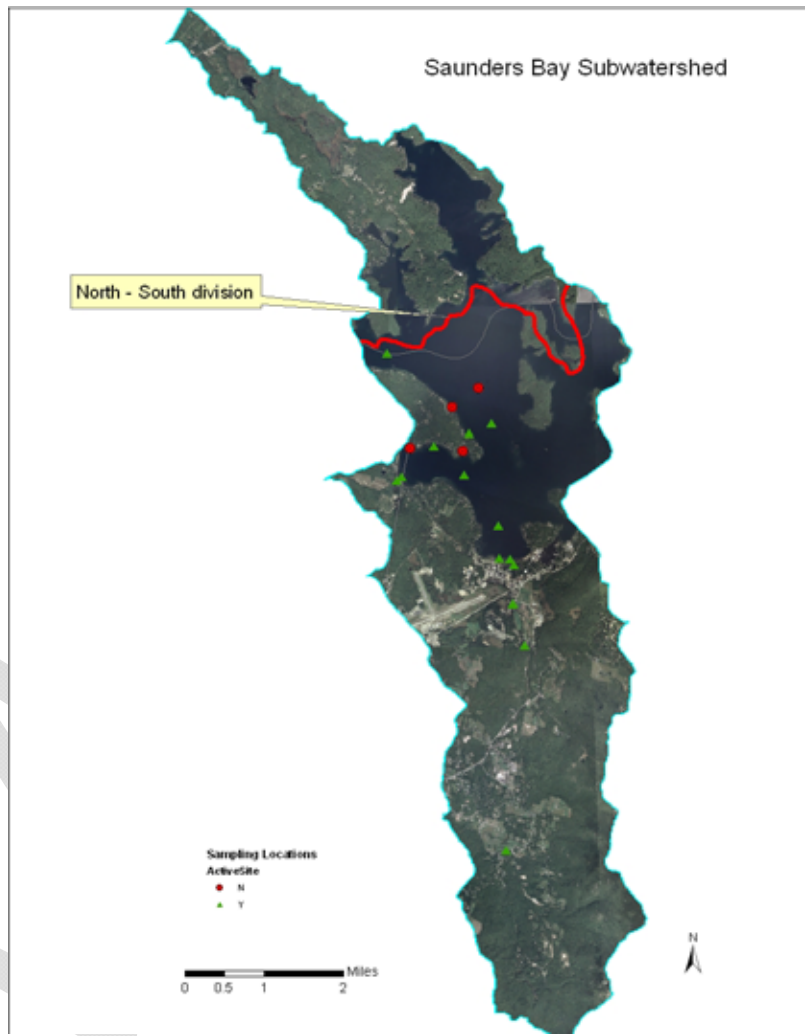 Saunders Bay Subwatershed
North - South division
Sampling Locations
ActiveSite
N
Y
N
Miles
0 0.5 1 2